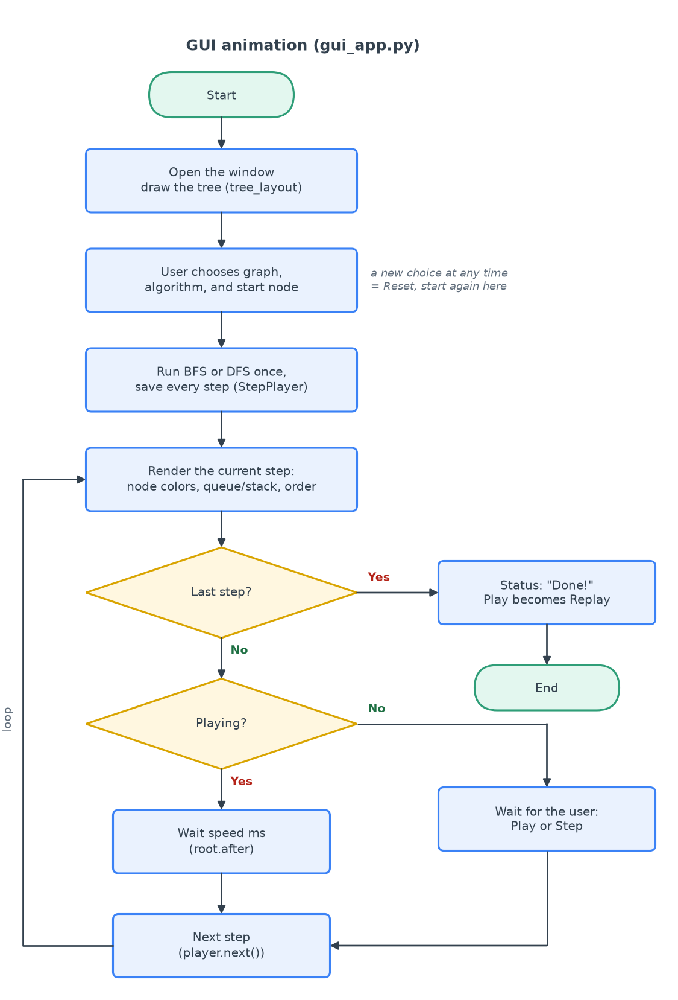 GUI animation (gui_app.py)
Start
Open the window
draw the tree (tree_layout)
User chooses graph,
algorithm, and start node
a new choice at any time
= Reset, start again here
Run BFS or DFS once,
save every step (StepPlayer)
Render the current step:
node colors, queue/stack, order
Last step?
Yes
Status: "Done!"
Play becomes Replay
No
End
Playing?
No
loop
Yes
Wait for the user:
Play or Step
Wait speed ms
(root.after)
Next step
(player.next())